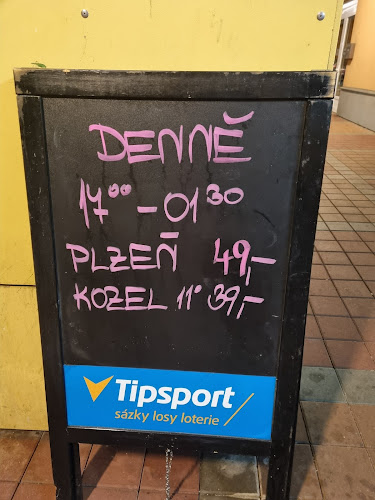 DENNĚ
17⁰⁰ - 01³⁰
PLZEŇ 49,-
KOZEL 11° 39,-
Tipsport
sázky losy loterie